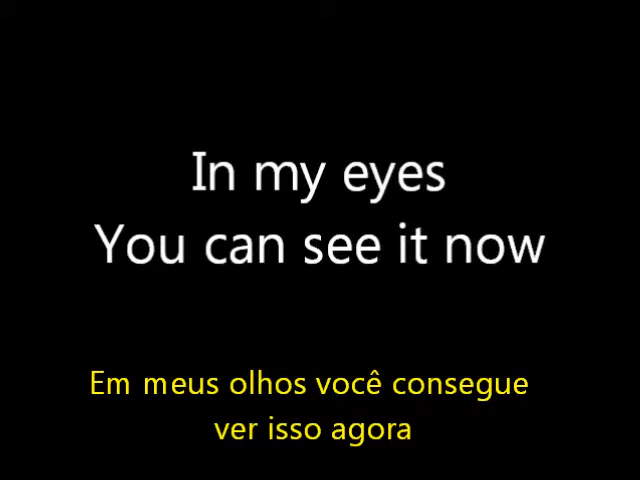 In my eyes
You can see it now
Em meus olhos você consegue
ver isso agora